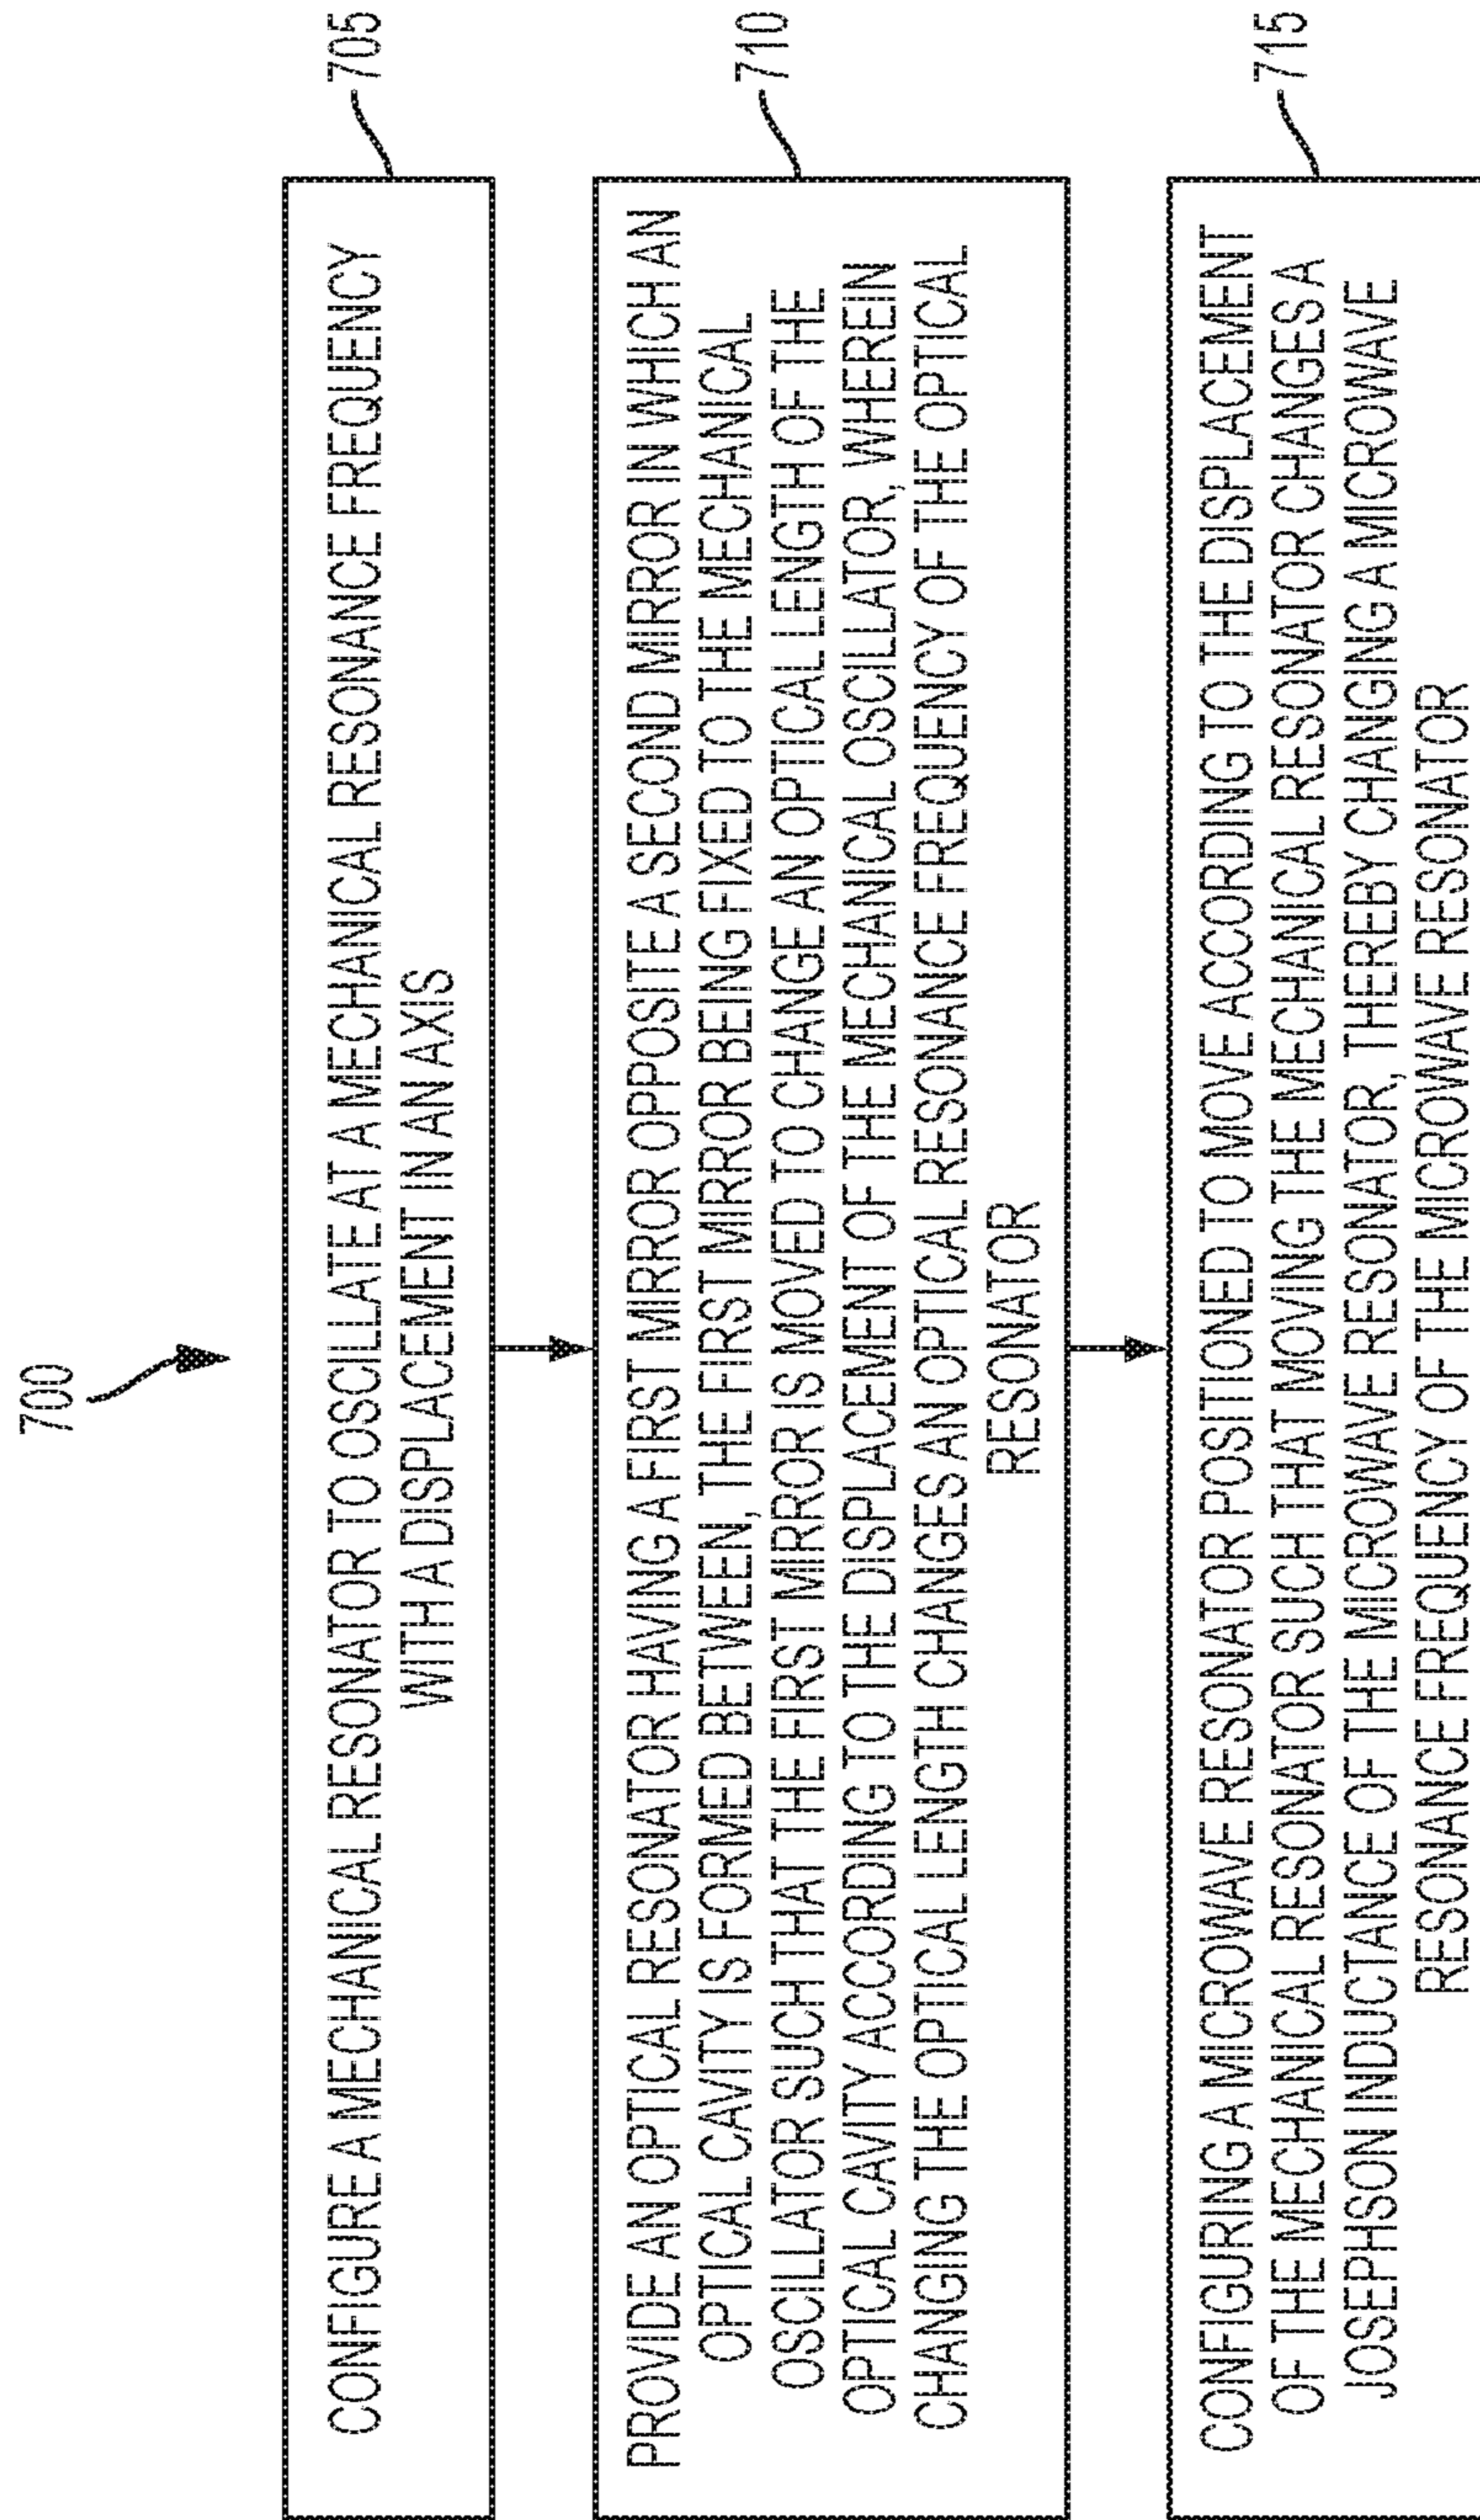 700
CONFIGURE A MECHANICAL RESONATOR TO OSCILLATE AT A MECHANICAL RESONANCE FREQUENCY
WITH A DISPLACEMENT IN AN AXIS
705
PROVIDE AN OPTICAL RESONATOR HAVING A FIRST MIRROR OPPOSITE A SECOND MIRROR IN WHICH AN
OPTICAL CAVITY IS FORMED BETWEEN, THE FIRST MIRROR BEING FIXED TO THE MECHANICAL
OSCILLATOR SUCH THAT THE FIRST MIRROR IS MOVED TO CHANGE AN OPTICAL LENGTH OF THE
OPTICAL CAVITY ACCORDING TO THE DISPLACEMENT OF THE MECHANICAL OSCILLATOR, WHEREIN
CHANGING THE OPTICAL LENGTH CHANGES AN OPTICAL RESONANCE FREQUENCY OF THE OPTICAL
RESONATOR
710
CONFIGURING A MICROWAVE RESONATOR POSITIONED TO MOVE ACCORDING TO THE DISPLACEMENT
OF THE MECHANICAL RESONATOR SUCH THAT MOVING THE MECHANICAL RESONATOR CHANGES A
JOSEPHSON INDUCTANCE OF THE MICROWAVE RESONATOR, THEREBY CHANGING A MICROWAVE
RESONANCE FREQUENCY OF THE MICROWAVE RESONATOR
715